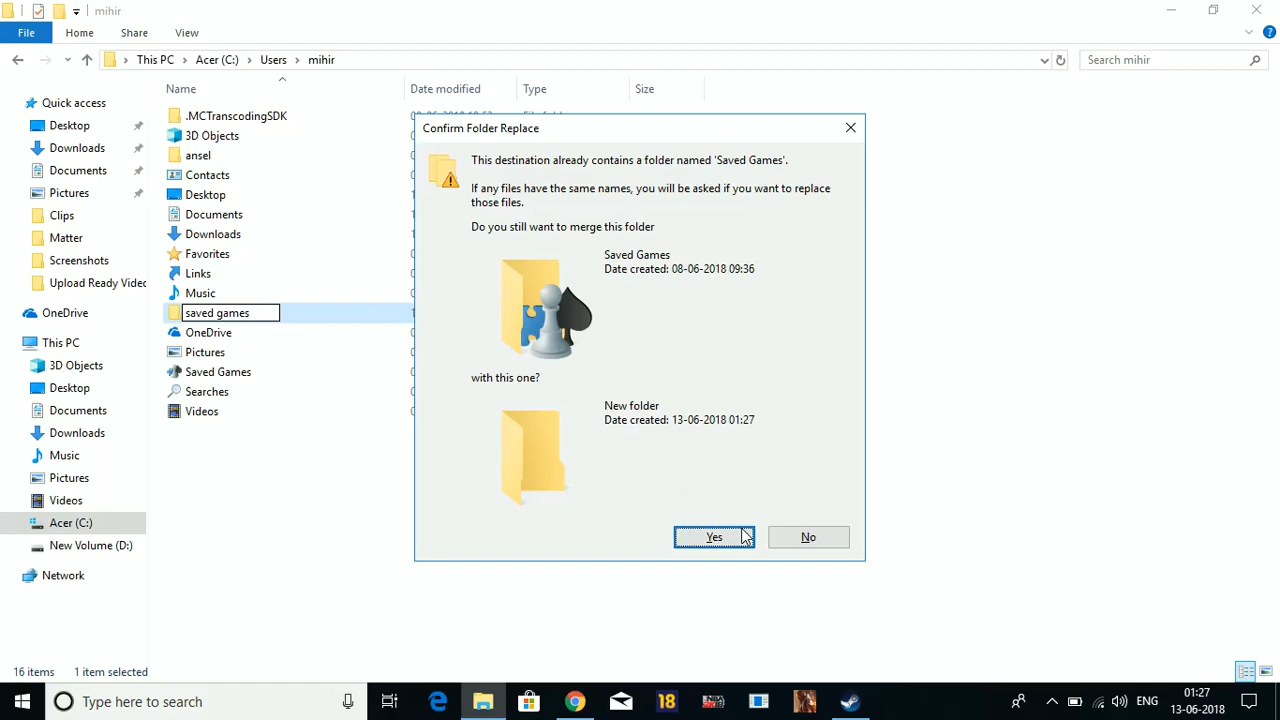 mihir
File Home Share View
This PC Acer (C:) Users mihir
Search mihir
Name Date modified Type Size
Quick access
Desktop
Downloads
Documents
Pictures
Clips
Matter
Screenshots
Upload Ready Videc
OneDrive
This PC
3D Objects
Desktop
Documents
Downloads
Music
Pictures
Videos
Acer (C:)
New Volume (D:)
Network
.MCTranscodingSDK
3D Objects
ansel
Contacts
Desktop
Documents
Downloads
Favorites
Links
Music
saved games
OneDrive
Pictures
Saved Games
Searches
Videos
Confirm Folder Replace
This destination already contains a folder named 'Saved Games'.
If any files have the same names, you will be asked if you want to replace
those files.
Do you still want to merge this folder
Saved Games
Date created: 08-06-2018 09:36
with this one?
New folder
Date created: 13-06-2018 01:27
Yes No
16 items 1 item selected
Type here to search
18
ENG
01:27
13-06-2018